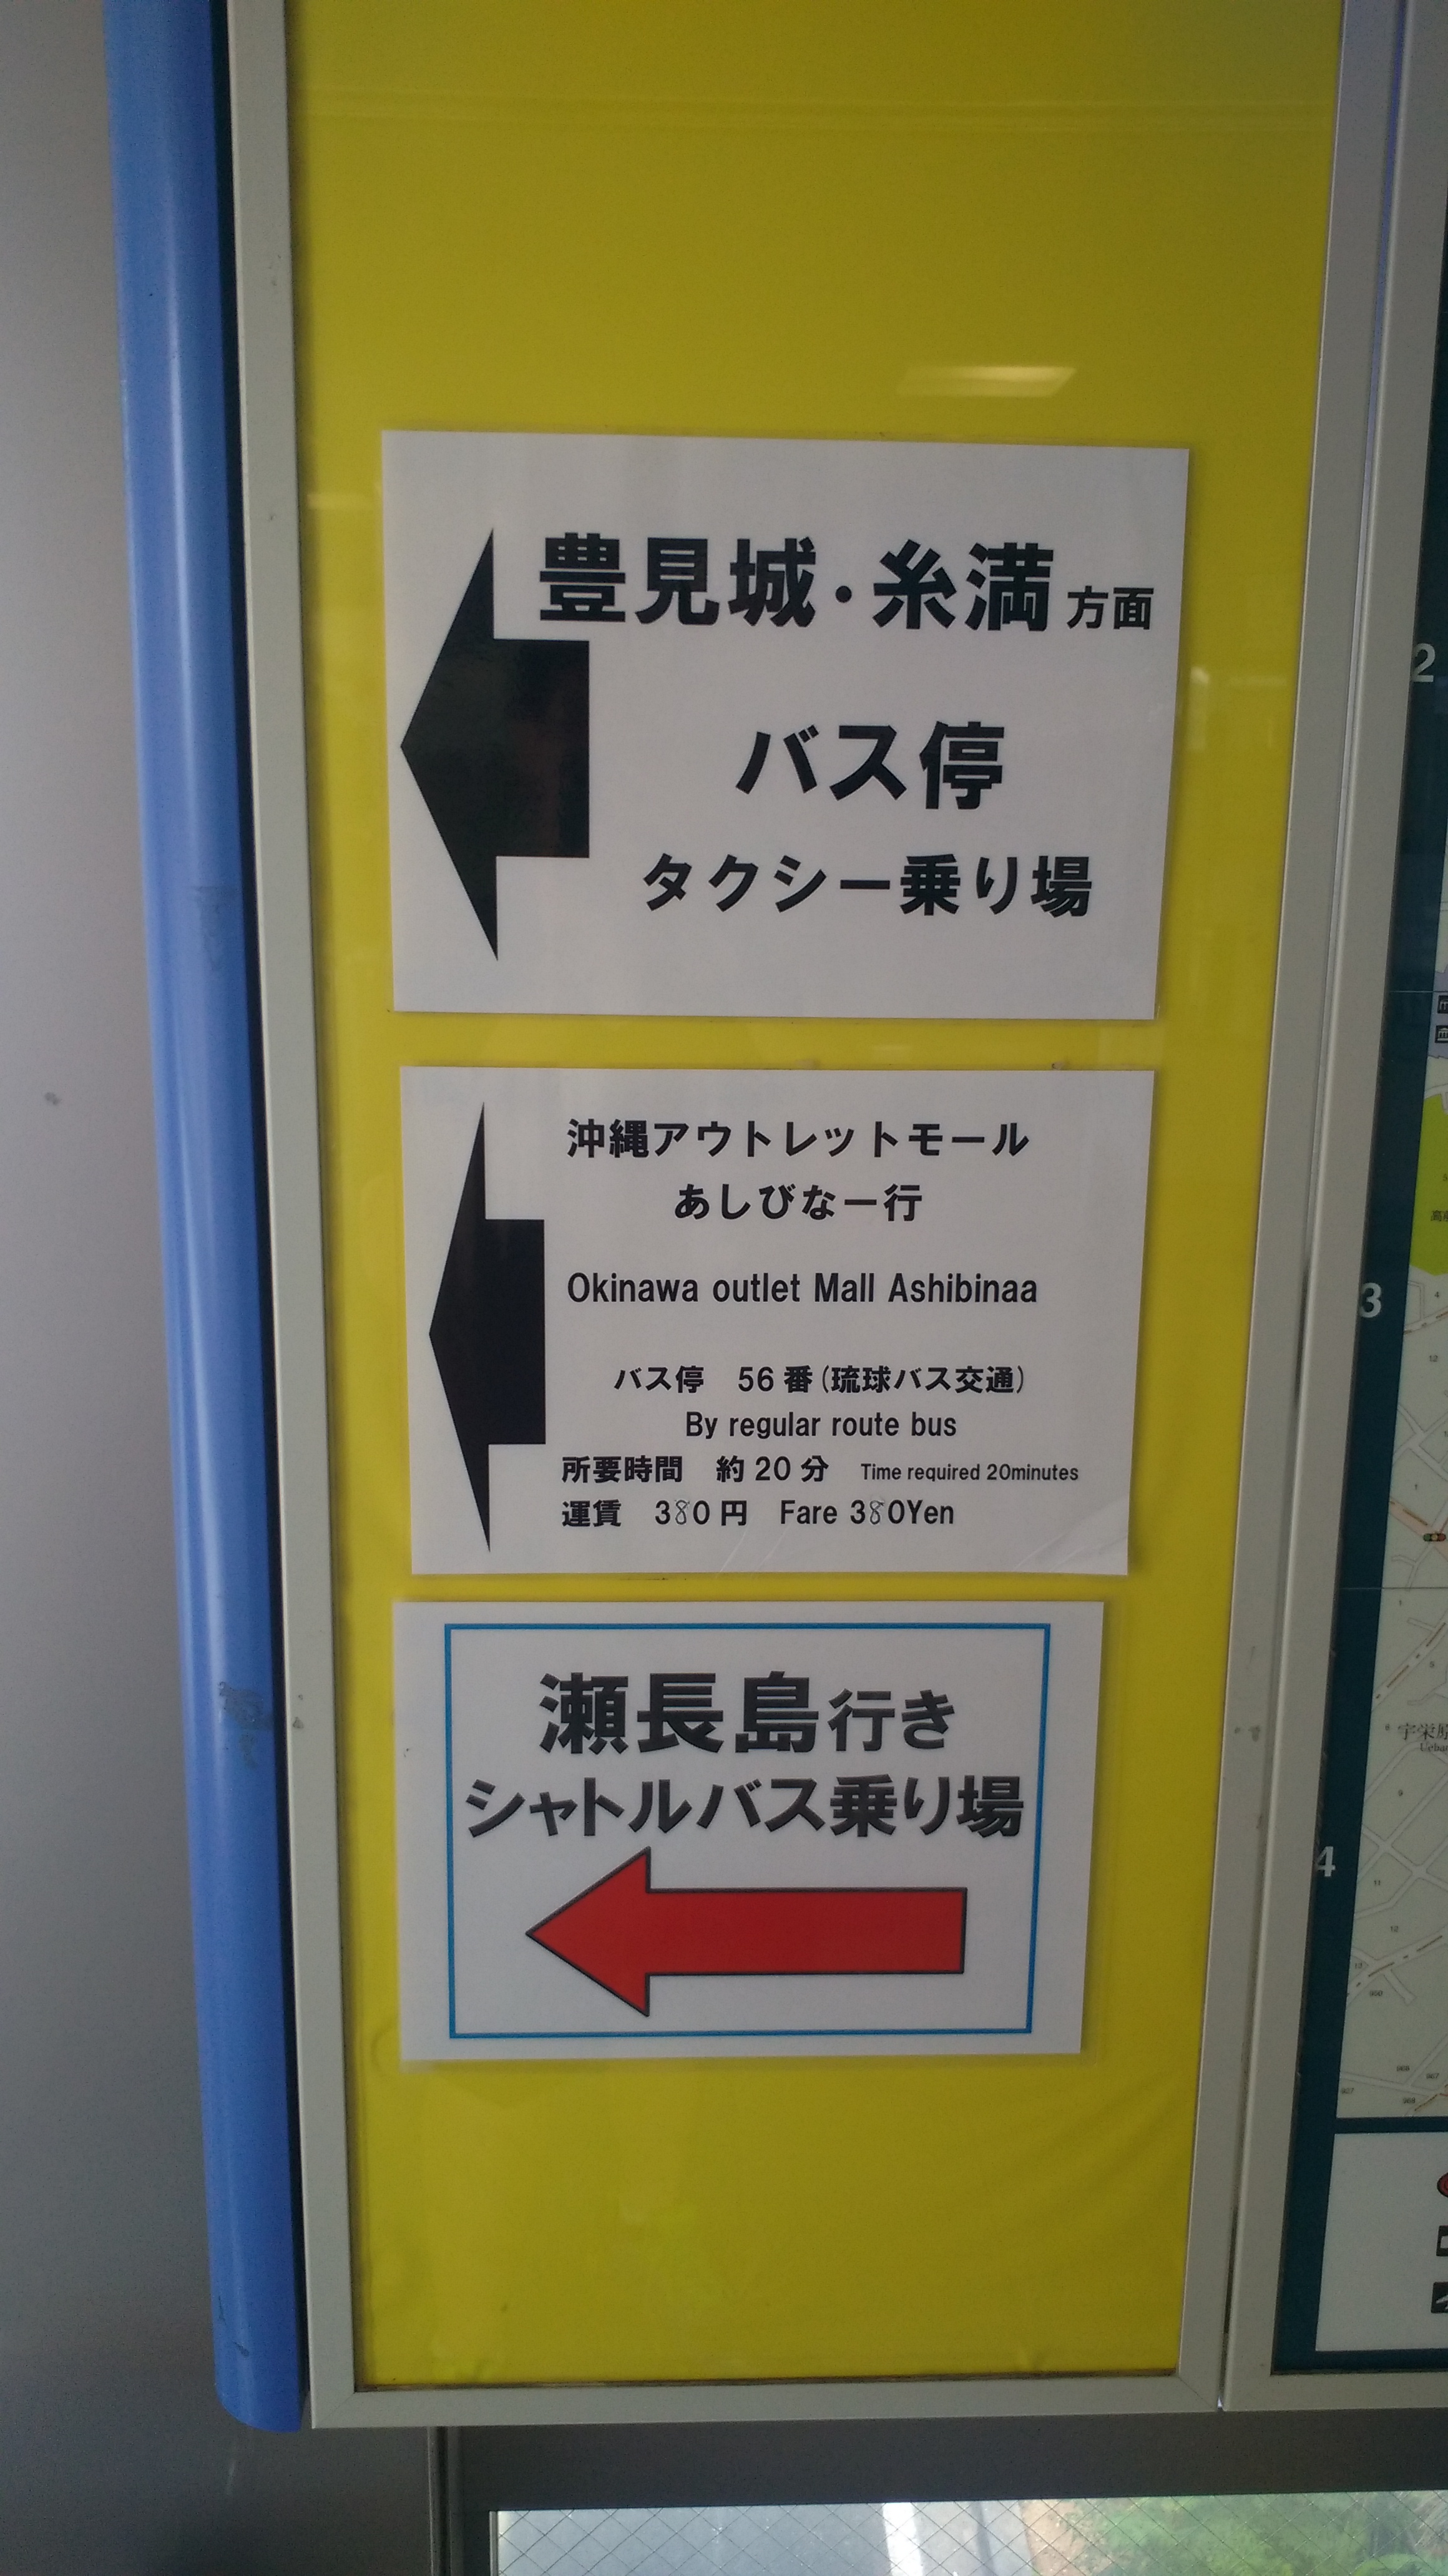 豊見城・糸満方面
バス停
タクシー乗り場
沖縄アウトレットモール
あしびなー行
Okinawa outlet Mall Ashibinaa
バス停　56番(琉球バス交通)
By regular route bus
所要時間　約20分　Time required 20minutes
運賃　380円　Fare 380Yen
瀬長島行き
シャトルバス乗り場
2
3
4